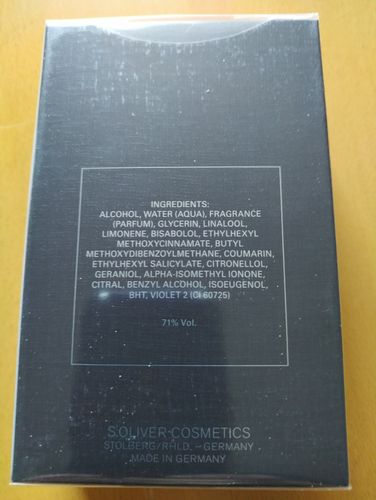 INGREDIENTS:
ALCOHOL, WATER (AQUA), FRAGRANCE
(PARFUM), GLYCERIN, LINALOOL,
LIMONENE, BISABOLOL, ETHYLHEXYL
METHOXYCINNAMATE, BUTYL
METHOXYDIBENZOYLMETHANE, COUMARIN,
ETHYLHEXYL SALICYLATE, CITRONELLOL,
GERANIOL, ALPHA-ISOMETHYL IONONE,
CITRAL, BENZYL ALCOHOL, ISOEUGENOL,
BHT, VIOLET 2 (CI 60725)
71% Vol.
S.OLIVER-COSMETICS
STOLBERG/RHLD. – GERMANY
MADE IN GERMANY